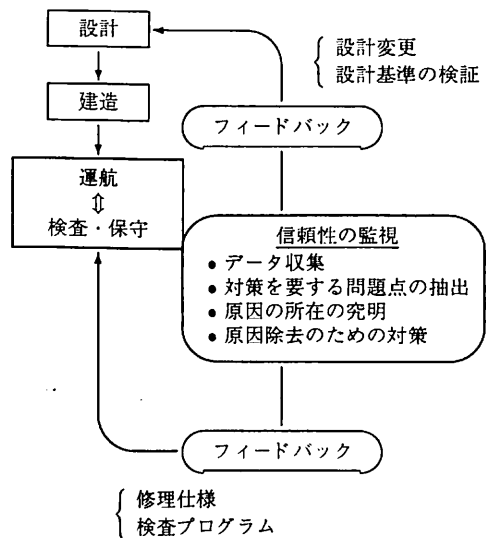 設計
設計変更
設計基準の検証
建造
フィードバック
運航
⇕
検査・保守
信頼性の監視
● データ収集
● 対策を要する問題点の抽出
● 原因の所在の究明
● 原因除去のための対策
フィードバック
修理仕様
検査プログラム